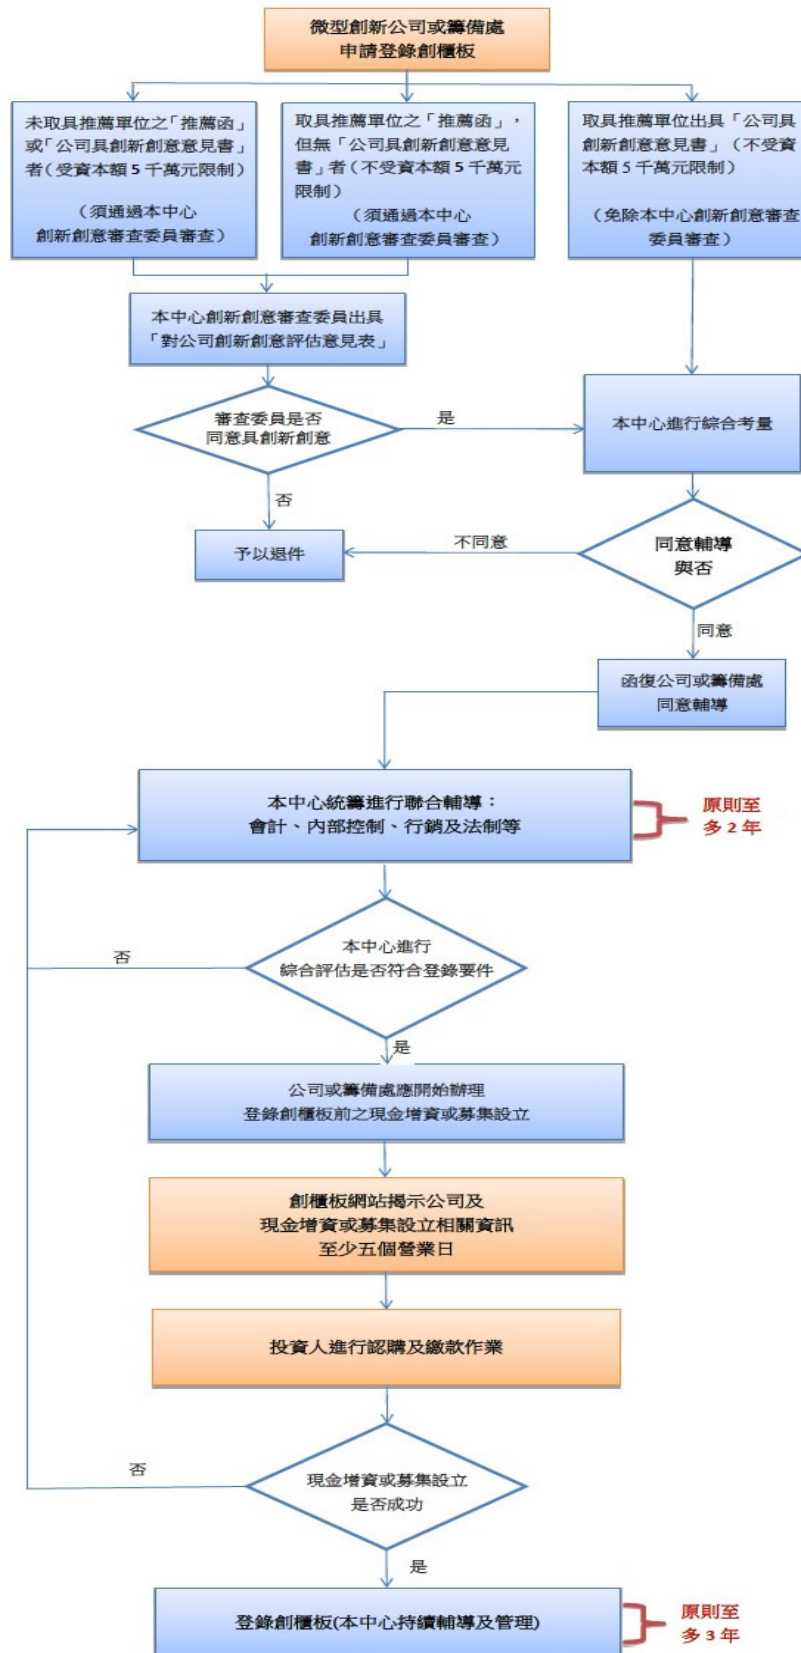 微型創新公司或籌備處
申請登錄創櫃板
未取具推薦單位之「推薦函」
或「公司具創新創意意見書」
者（受資本額 5 千萬元限制）
（須通過本中心
創新創意審查委員審查）
取具推薦單位之「推薦函」，
但無「公司具創新創意意見
書」者（不受資本額 5 千萬元
限制）
（須通過本中心
創新創意審查委員審查）
取具推薦單位出具「公司具
創新創意意見書」（不受資
本額 5 千萬元限制）
（免除本中心創新創意審查
委員審查）
本中心創新創意審查委員出具
「對公司創新創意評估意見表」
審查委員是否
同意具創新創意
是
本中心進行綜合考量
否
予以退件
不同意
同意輔導
與否
同意
函復公司或籌備處
同意輔導
本中心統籌進行聯合輔導：
會計、內部控制、行銷及法制等
原則至
多 2 年
本中心進行
綜合評估是否符合登錄要件
否
是
公司或籌備處應開始辦理
登錄創櫃板前之現金增資或募集設立
創櫃板網站揭示公司及
現金增資或募集設立相關資訊
至少五個營業日
投資人進行認購及繳款作業
現金增資或募集設立
是否成功
否
是
登錄創櫃板(本中心持續輔導及管理)
原則至
多 3 年